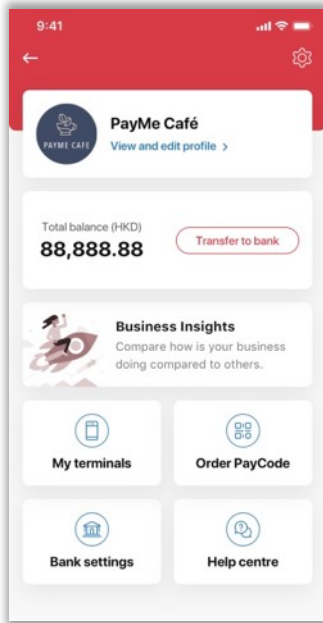 9:41
PAYME CAFE
PayMe Café
View and edit profile >
Total balance (HKD)
88,888.88
Transfer to bank
Business Insights
Compare how is your business
doing compared to others.
My terminals
Order PayCode
Bank settings
Help centre